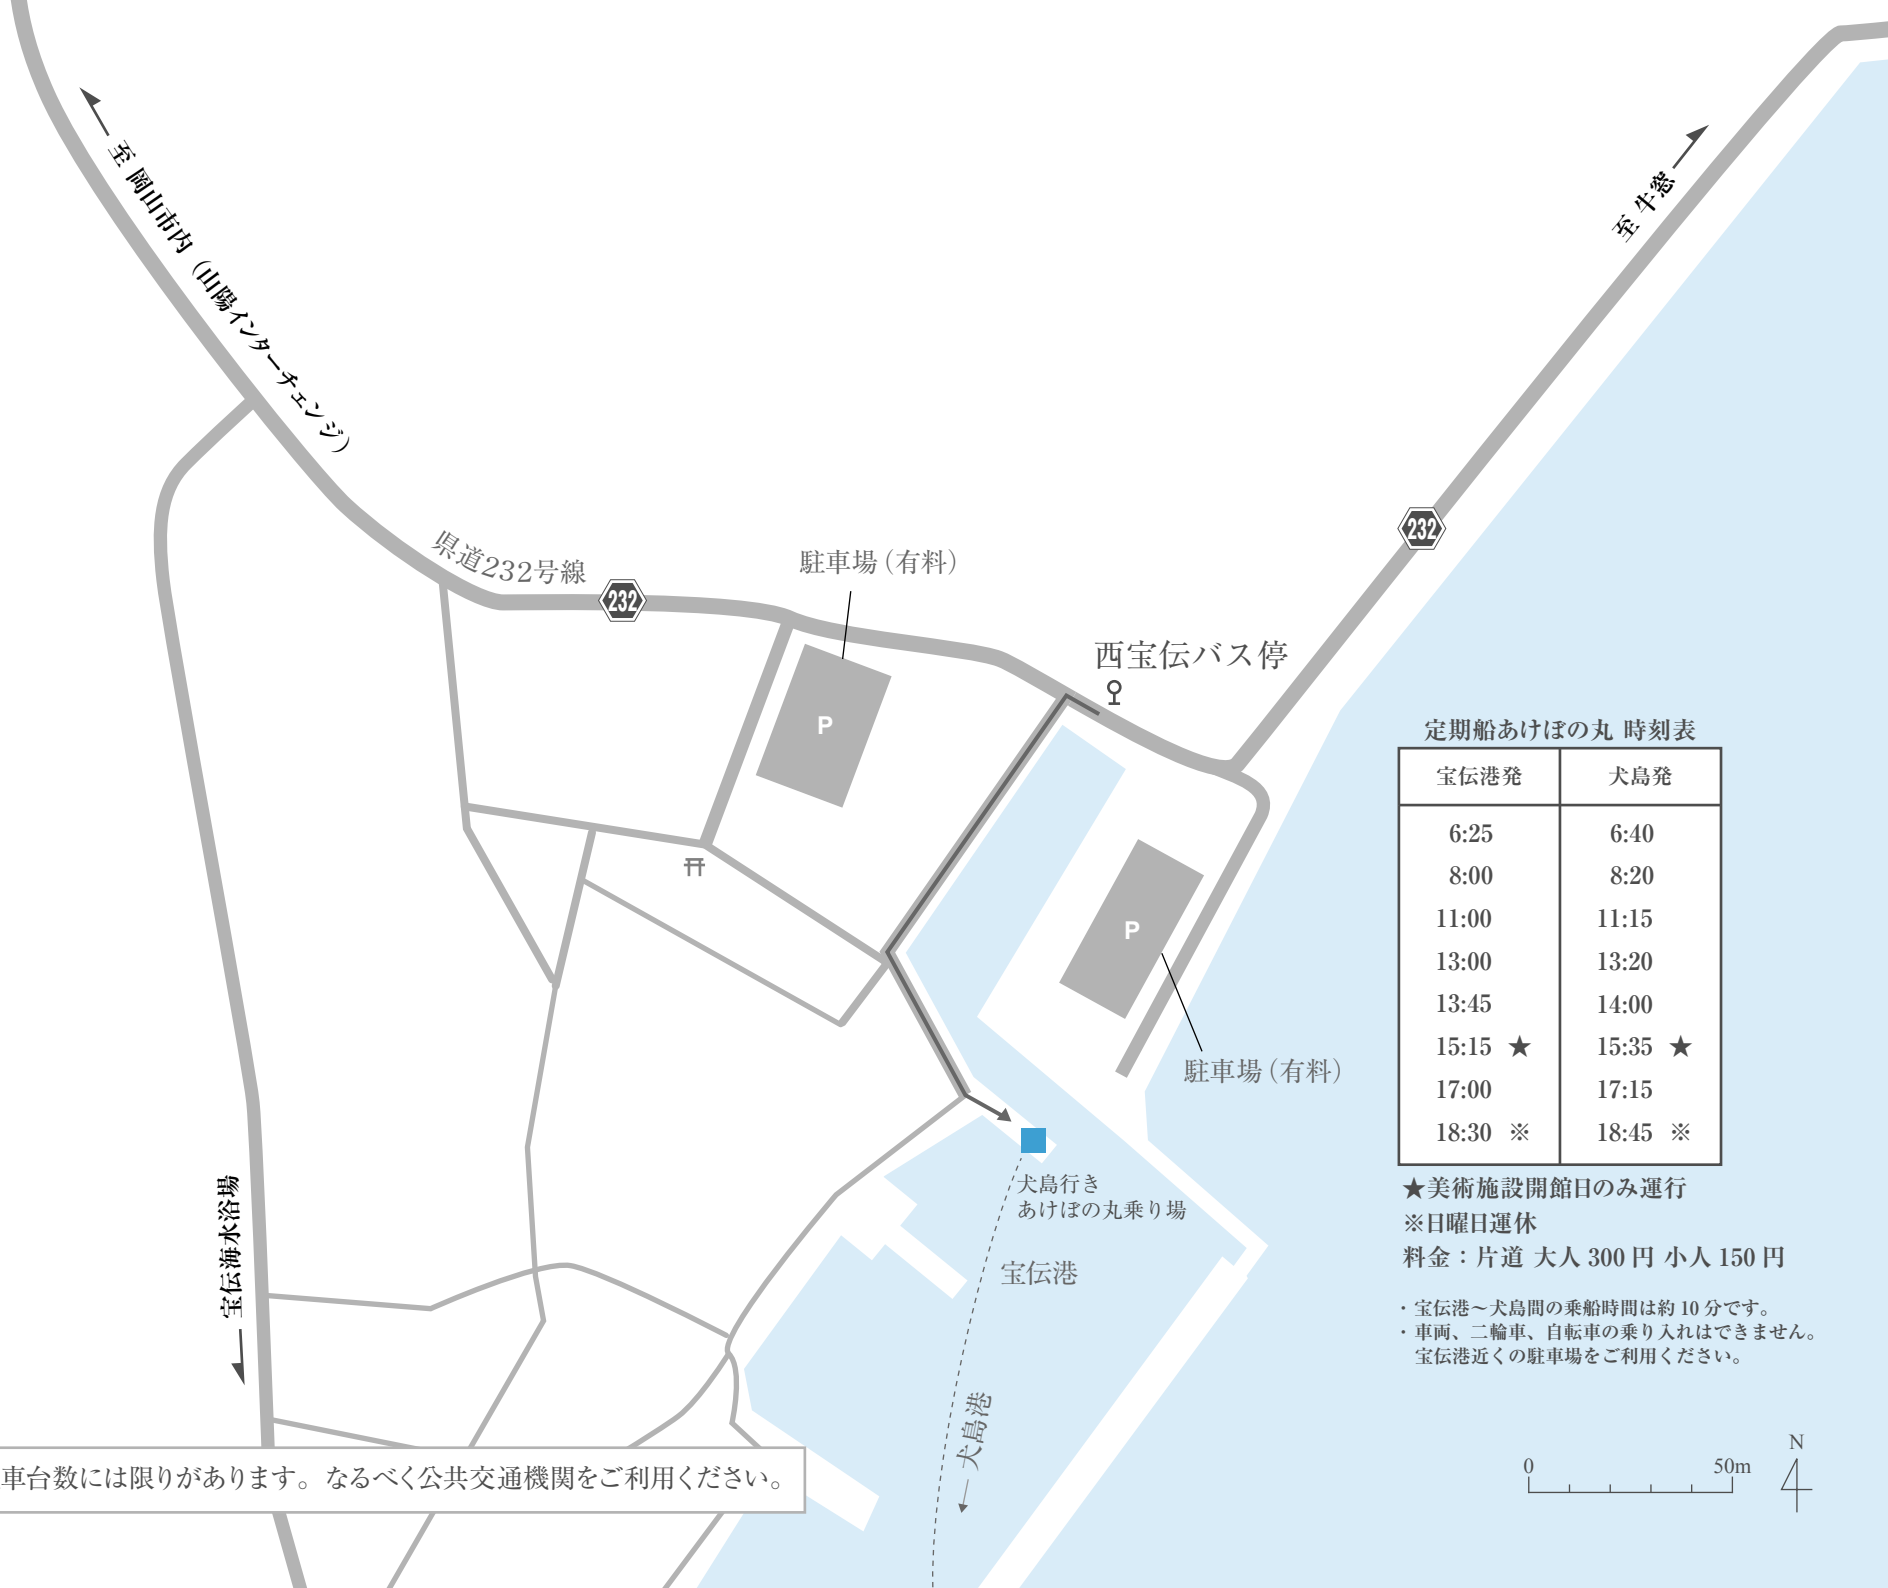 至 岡山市内（山陽インターチェンジ）
至 牛窓
県道232号線
232
232
駐車場（有料）
P
西宝伝バス停
P
駐車場（有料）
犬島行き
あけぼの丸乗り場
宝伝港
← 犬島港
宝伝海水浴場
定期船あけぼの丸 時刻表
宝伝港発 犬島発
6:25 6:40
8:00 8:20
11:00 11:15
13:00 13:20
13:45 14:00
15:15 ★ 15:35 ★
17:00 17:15
18:30 ※ 18:45 ※
★美術施設開館日のみ運行
※日曜日運休
料金：片道 大人 300 円 小人 150 円
・宝伝港～犬島間の乗船時間は約 10 分です。
・車両、二輪車、自転車の乗り入れはできません。
宝伝港近くの駐車場をご利用ください。
車台数には限りがあります。なるべく公共交通機関をご利用ください。
0 50m
N